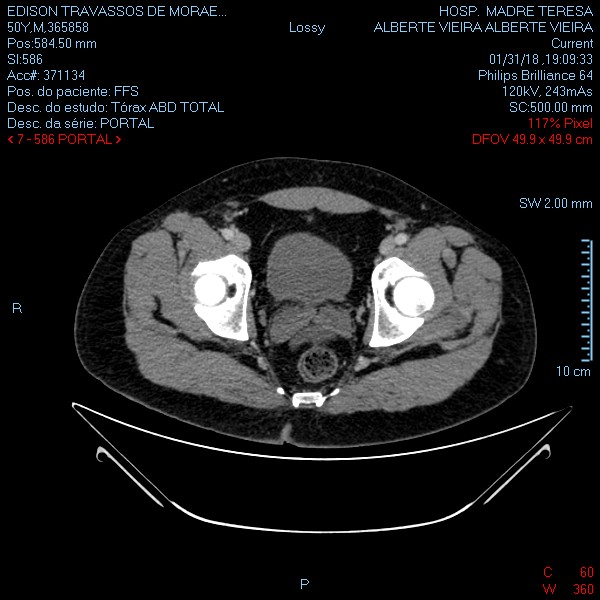 EDISON TRAVASSOS DE MORAE...
50Y,M,365858
Pos:584.50 mm
SI:586
Acc#: 371134
Pos. do paciente: FFS
Desc. do estudo: Tórax ABD TOTAL
Desc. da série: PORTAL
< 7 - 586 PORTAL >
Lossy
HOSP. MADRE TERESA
ALBERTE VIEIRA ALBERTE VIEIRA
Current
01/31/18 ,19:09:33
Philips Brilliance 64
120kV, 243mAs
SC:500.00 mm
117% Pixel
DFOV 49.9 x 49.9 cm
SW 2.00 mm
R
10 cm
P
C 60
W 360